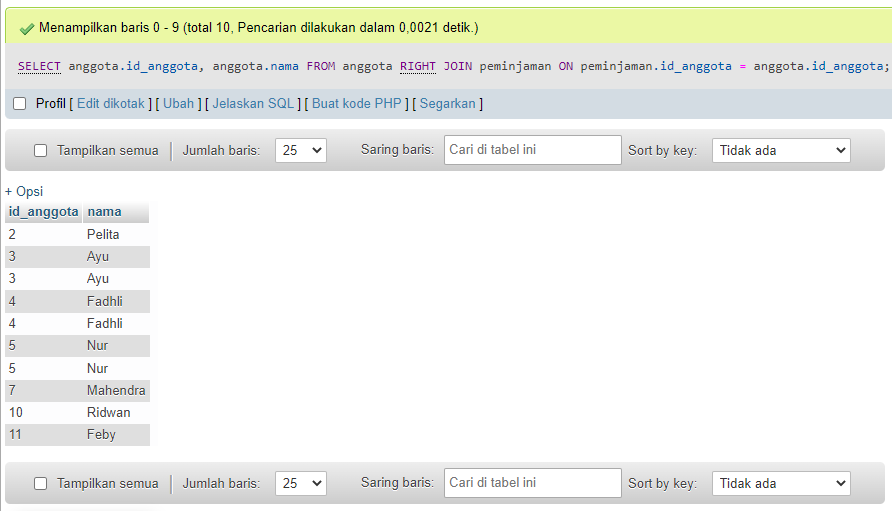 Menampilkan baris 0 - 9 (total 10, Pencarian dilakukan dalam 0,0021 detik.)
SELECT anggota.id_anggota, anggota.nama FROM anggota RIGHT JOIN peminjaman ON peminjaman.id_anggota = anggota.id_anggota;
Profil [ Edit dikotak ] [ Ubah ] [ Jelaskan SQL ] [ Buat kode PHP ] [ Segarkan ]
Tampilkan semua | Jumlah baris: 25 Saring baris: Cari di tabel ini Sort by key: Tidak ada
+ Opsi
id_anggota nama
2 Pelita
3 Ayu
3 Ayu
4 Fadhli
4 Fadhli
5 Nur
5 Nur
7 Mahendra
10 Ridwan
11 Feby
Tampilkan semua | Jumlah baris: 25 Saring baris: Cari di tabel ini Sort by key: Tidak ada